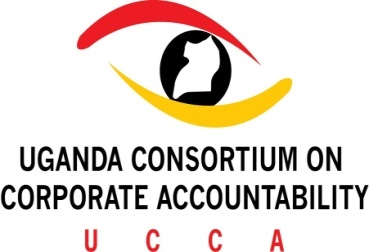 UGANDA CONSORTIUM ON
CORPORATE ACCOUNTABILITY
U C C A